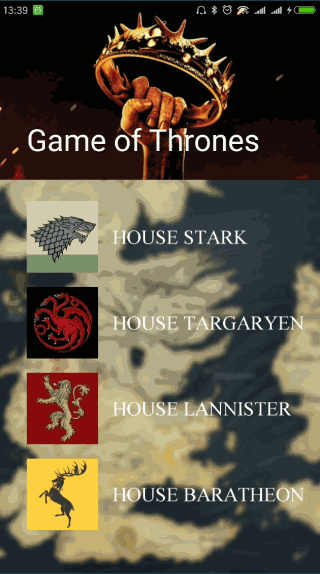 13:39
Game of Thrones
HOUSE STARK
HOUSE TARGARYEN
HOUSE LANNISTER
HOUSE BARATHEON